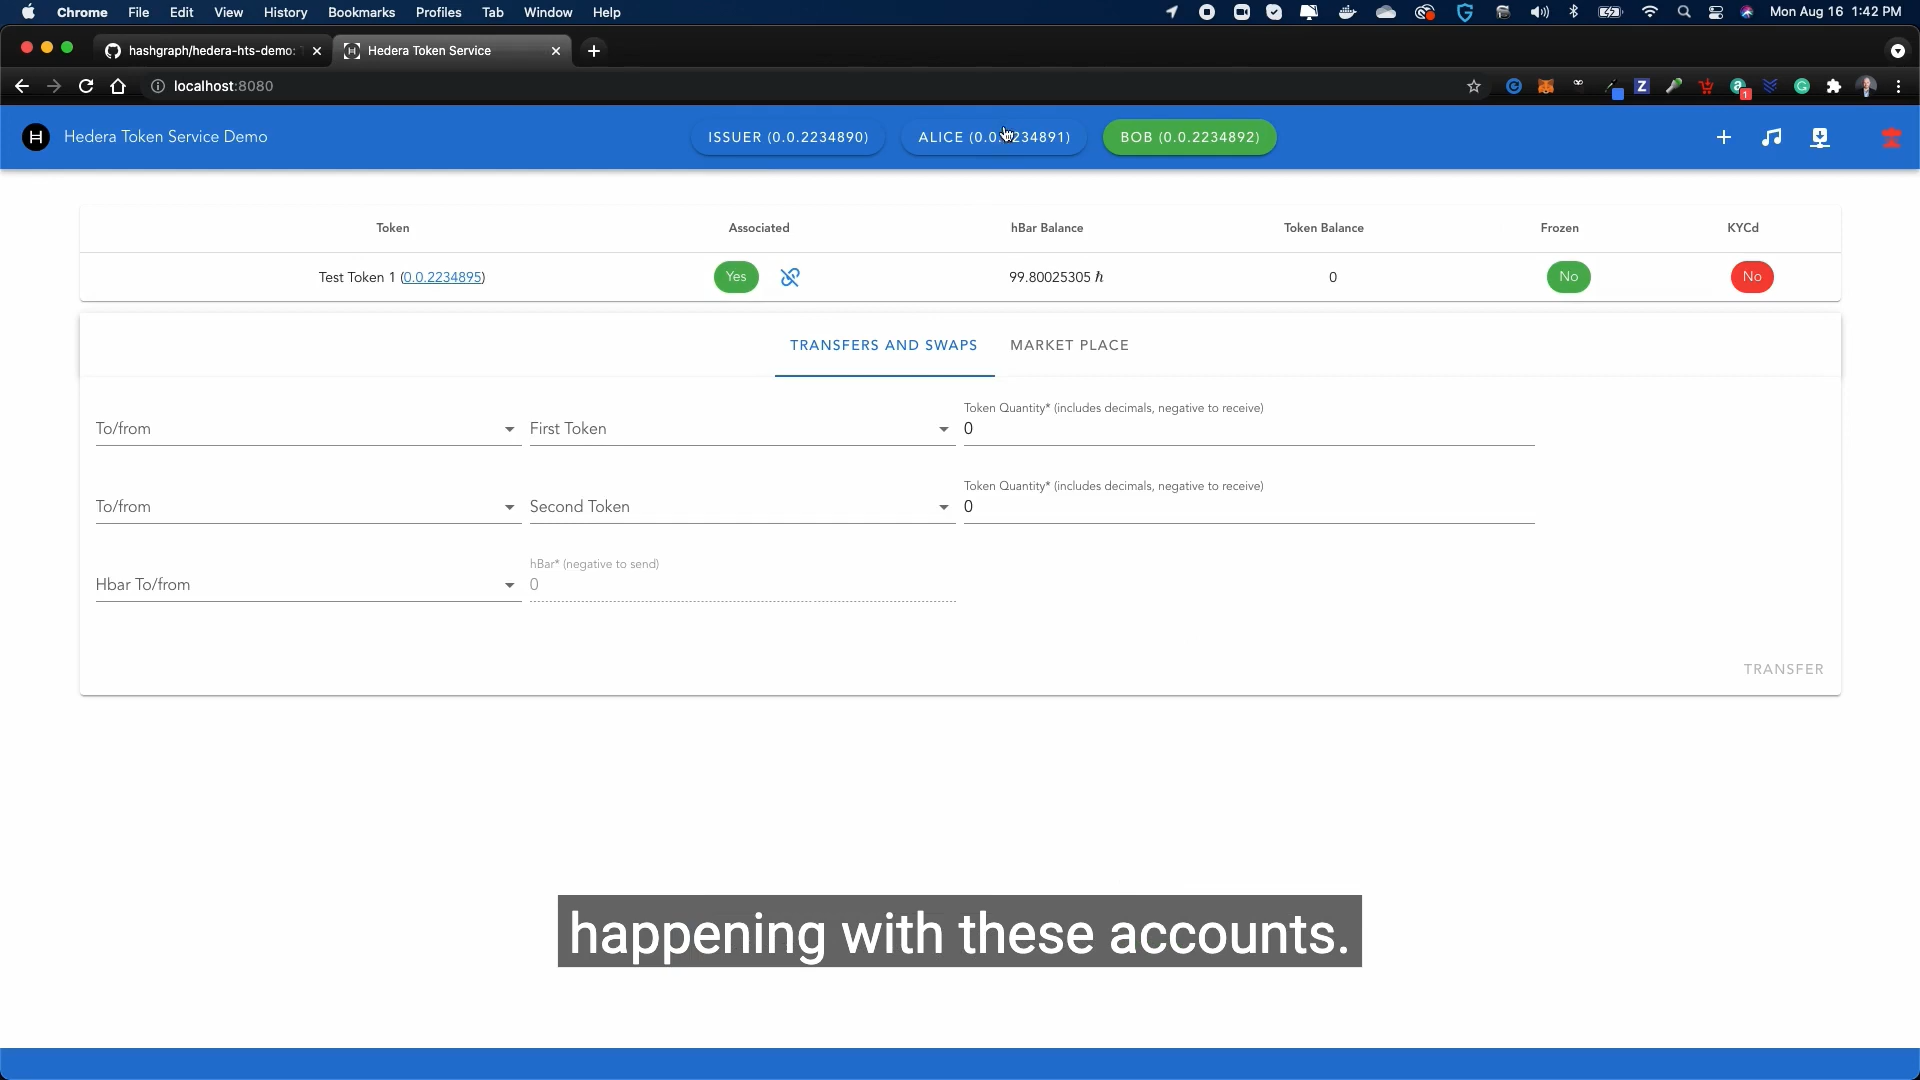 Chrome File Edit View History Bookmarks Profiles Tab Window Help Mon Aug 16 1:42 PM
hashgraph/hedera-hts-demo: Hedera Token Service
localhost:8080
Hedera Token Service Demo ISSUER (0.0.2234890) ALICE (0.0.2234891) BOB (0.0.2234892)
Token Associated hBar Balance Token Balance Frozen KYCd
Test Token 1 (0.0.2234895) Yes 99.80025305 ℏ 0 No No
TRANSFERS AND SWAPS MARKET PLACE
Token Quantity* (includes decimals, negative to receive)
To/from First Token 0
Token Quantity* (includes decimals, negative to receive)
To/from Second Token 0
hBar* (negative to send)
Hbar To/from 0
TRANSFER
happening with these accounts.